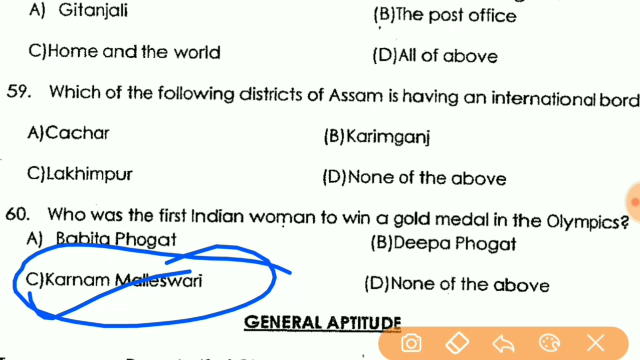 A) Gitanjali (B)The post office
C)Home and the world (D)All of above
59. Which of the following districts of Assam is having an international bord
A)Cachar (B)Karimganj
C)Lakhimpur (D)None of the above
60. Who was the first Indian woman to win a gold medal in the Olympics?
A) Babita Phogat (B)Deepa Phogat
C)Karnam Malleswari (D)None of the above
GENERAL APTITUDE